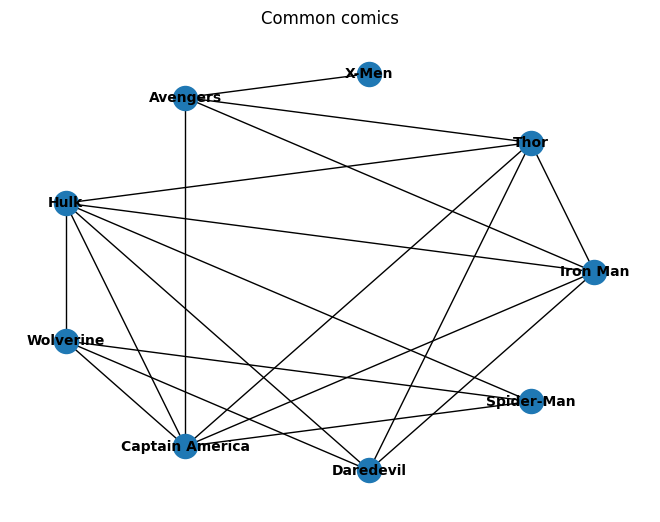 Common comics
X-Men
Avengers
Thor
Hulk
Iron Man
Wolverine
Spider-Man
Captain America
Daredevil